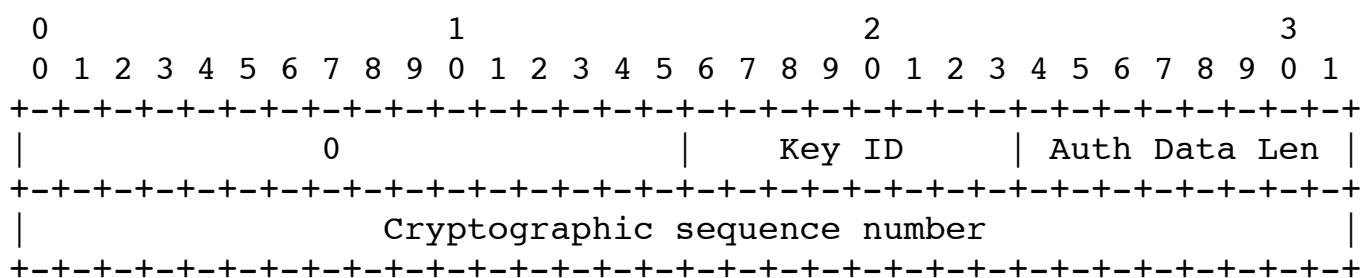 0                   1                   2                   3
 0 1 2 3 4 5 6 7 8 9 0 1 2 3 4 5 6 7 8 9 0 1 2 3 4 5 6 7 8 9 0 1
+-+-+-+-+-+-+-+-+-+-+-+-+-+-+-+-+-+-+-+-+-+-+-+-+-+-+-+-+-+-+-+-+
|              0                |    Key ID     | Auth Data Len |
+-+-+-+-+-+-+-+-+-+-+-+-+-+-+-+-+-+-+-+-+-+-+-+-+-+-+-+-+-+-+-+-+
|                 Cryptographic sequence number                 |
+-+-+-+-+-+-+-+-+-+-+-+-+-+-+-+-+-+-+-+-+-+-+-+-+-+-+-+-+-+-+-+-+